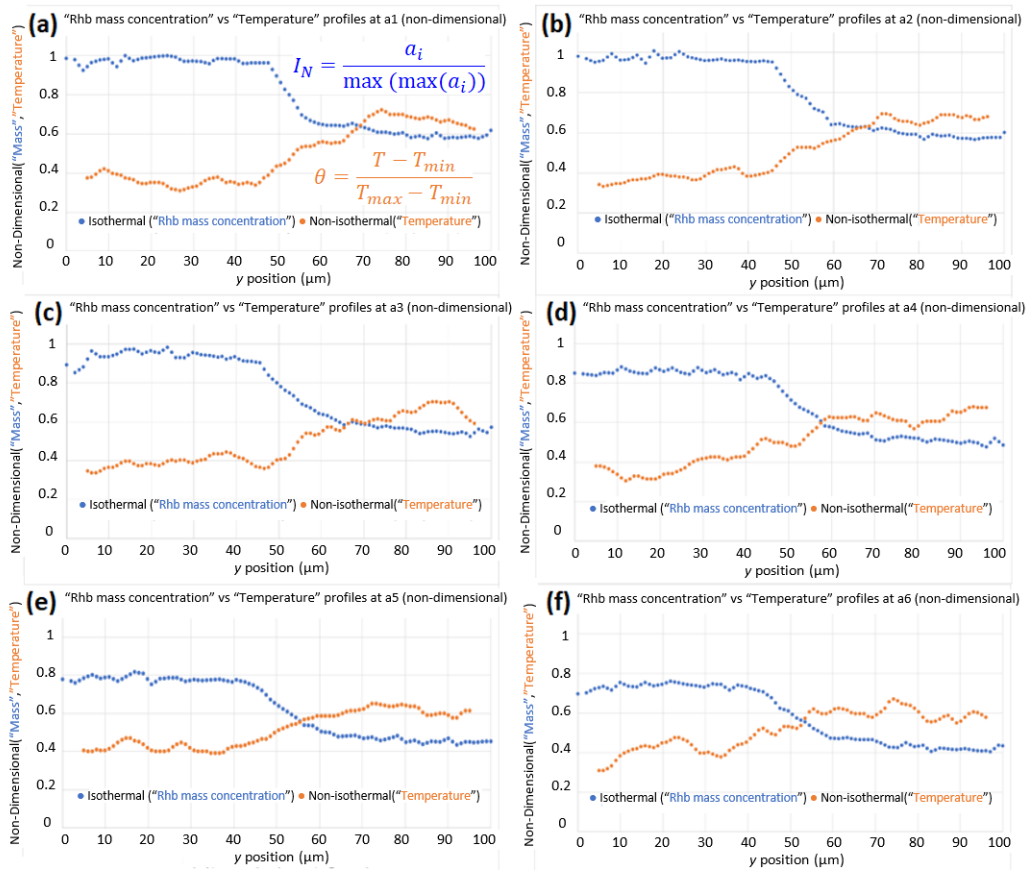 (a)
"Rhb mass concentration" vs "Temperature" profiles at a1 (non-dimensional)
Non-Dimensional("Mass","Temperature")
1
0.8
0.6
0.4
0.2
0
I_N = a_i / max (max(a_i))
θ = T − T_min / T_max − T_min
Isothermal ("Rhb mass concentration") Non-isothermal("Temperature")
0 10 20 30 40 50 60 70 80 90 100
y position (μm)
(b)
"Rhb mass concentration" vs "Temperature" profiles at a2 (non-dimensional)
Non-Dimensional("Mass","Temperature")
1
0.8
0.6
0.4
0.2
0
Isothermal ("Rhb mass concentration") Non-isothermal("Temperature")
0 10 20 30 40 50 60 70 80 90 100
y position (μm)
(c)
"Rhb mass concentration" vs "Temperature" profiles at a3 (non-dimensional)
Non-Dimensional("Mass","Temperature")
1
0.8
0.6
0.4
0.2
0
Isothermal ("Rhb mass concentration") Non-isothermal("Temperature")
0 10 20 30 40 50 60 70 80 90 100
y position (μm)
(d)
"Rhb mass concentration" vs "Temperature" profiles at a4 (non-dimensional)
Non-Dimensional("Mass","Temperature")
1
0.8
0.6
0.4
0.2
0
Isothermal ("Rhb mass concentration") Non-isothermal("Temperature")
0 10 20 30 40 50 60 70 80 90 100
y position (μm)
(e)
"Rhb mass concentration" vs "Temperature" profiles at a5 (non-dimensional)
Non-Dimensional("Mass","Temperature")
1
0.8
0.6
0.4
0.2
0
Isothermal ("Rhb mass concentration") Non-isothermal("Temperature")
0 10 20 30 40 50 60 70 80 90 100
y position (μm)
(f)
"Rhb mass concentration" vs "Temperature" profiles at a6 (non-dimensional)
Non-Dimensional("Mass","Temperature")
1
0.8
0.6
0.4
0.2
0
Isothermal ("Rhb mass concentration") Non-isothermal("Temperature")
0 10 20 30 40 50 60 70 80 90 100
y position (μm)